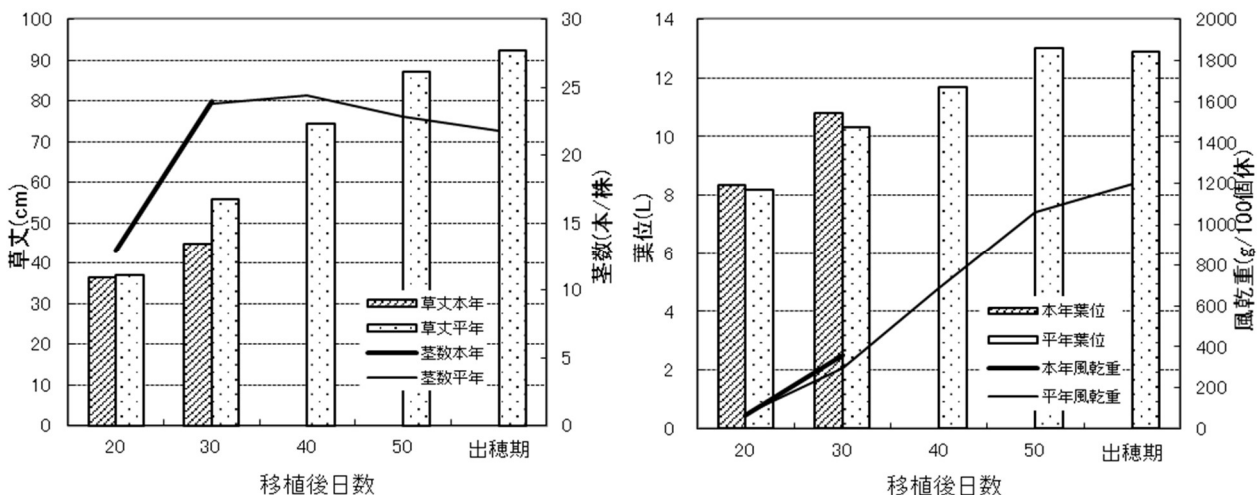 100
90
80
70
60
50
40
30
20
10
0
草丈(cm)
30
25
20
15
10
5
0
茎数(本/株)
草丈本年
草丈平年
茎数本年
茎数平年
20 30 40 50 出穂期
移植後日数
14
12
10
8
6
4
2
0
葉位(L)
2000
1800
1600
1400
1200
1000
800
600
400
200
0
風乾重(g/100個休)
本年葉位
平年葉位
本年風乾重
平年風乾重
20 30 40 50 出穂期
移植後日数